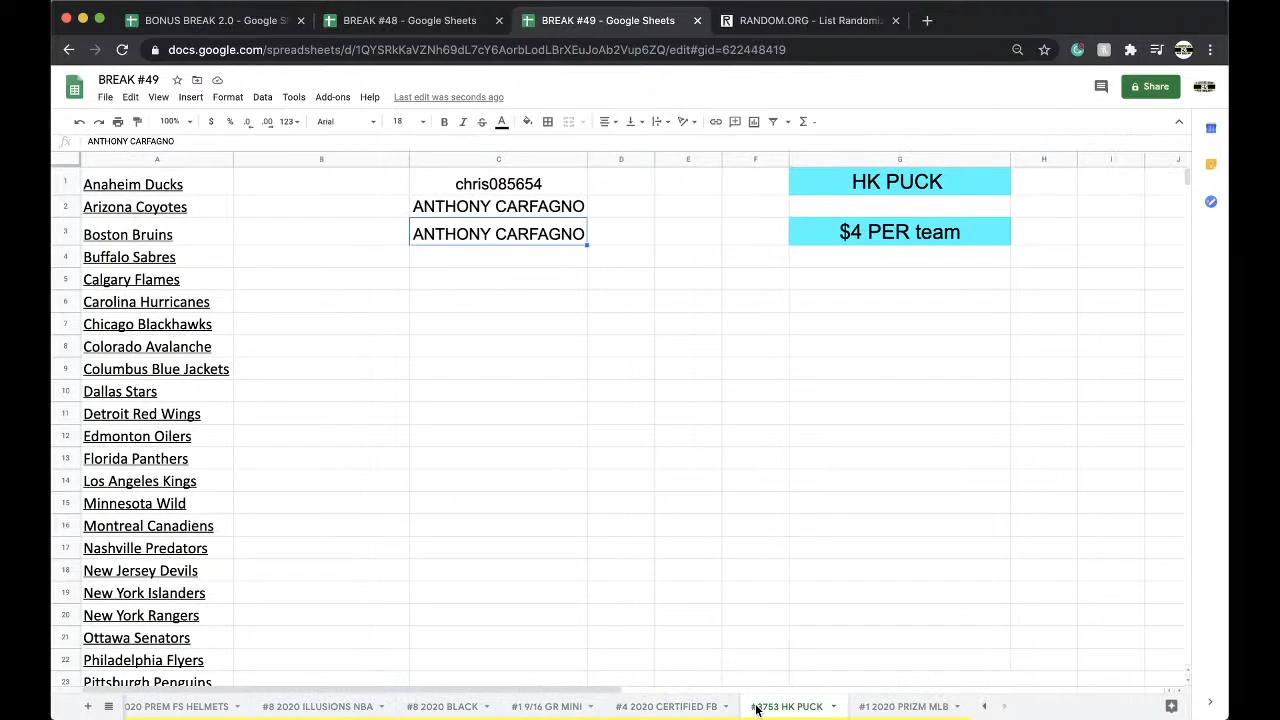 BONUS BREAK 2.0 - Google S
BREAK #48 - Google Sheets
BREAK #49 - Google Sheets
RANDOM.ORG - List Randomi
docs.google.com/spreadsheets/d/1QYSRkKaVZNh69dL7cY6AorbLodLBrXEuJoAb2Vup6ZQ/edit#gid=622448419
BREAK #49
File Edit View Insert Format Data Tools Add-ons Help Last edit was seconds ago
Share
100% $ % .0 .00 123 Arial 18 B I S A
fx ANTHONY CARFAGNO
A B C D E F G H I J
1 Anaheim Ducks chris085654 HK PUCK
2 Arizona Coyotes ANTHONY CARFAGNO
3 Boston Bruins ANTHONY CARFAGNO $4 PER team
4 Buffalo Sabres
5 Calgary Flames
6 Carolina Hurricanes
7 Chicago Blackhawks
8 Colorado Avalanche
9 Columbus Blue Jackets
10 Dallas Stars
11 Detroit Red Wings
12 Edmonton Oilers
13 Florida Panthers
14 Los Angeles Kings
15 Minnesota Wild
16 Montreal Canadiens
17 Nashville Predators
18 New Jersey Devils
19 New York Islanders
20 New York Rangers
21 Ottawa Senators
22 Philadelphia Flyers
23 Pittsburgh Penguins
020 PREM FS HELMETS #8 2020 ILLUSIONS NBA #8 2020 BLAC #1 9/16 GR MINI #4 2020 CERTIFIED FB HK PUCK #1 2020 PRIZM MLB